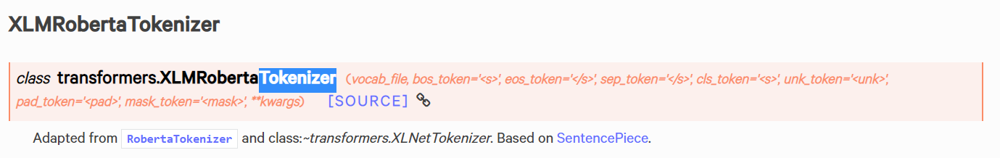 XLMRobertaTokenizer
class transformers.XLMRobertaTokenizer (vocab_file, bos_token='<s>', eos_token='</s>', sep_token='</s>', cls_token='<s>', unk_token='<unk>',
pad_token='<pad>', mask_token='<mask>', **kwargs) [SOURCE]
Adapted from RobertaTokenizer and class:~transformers.XLNetTokenizer. Based on SentencePiece.